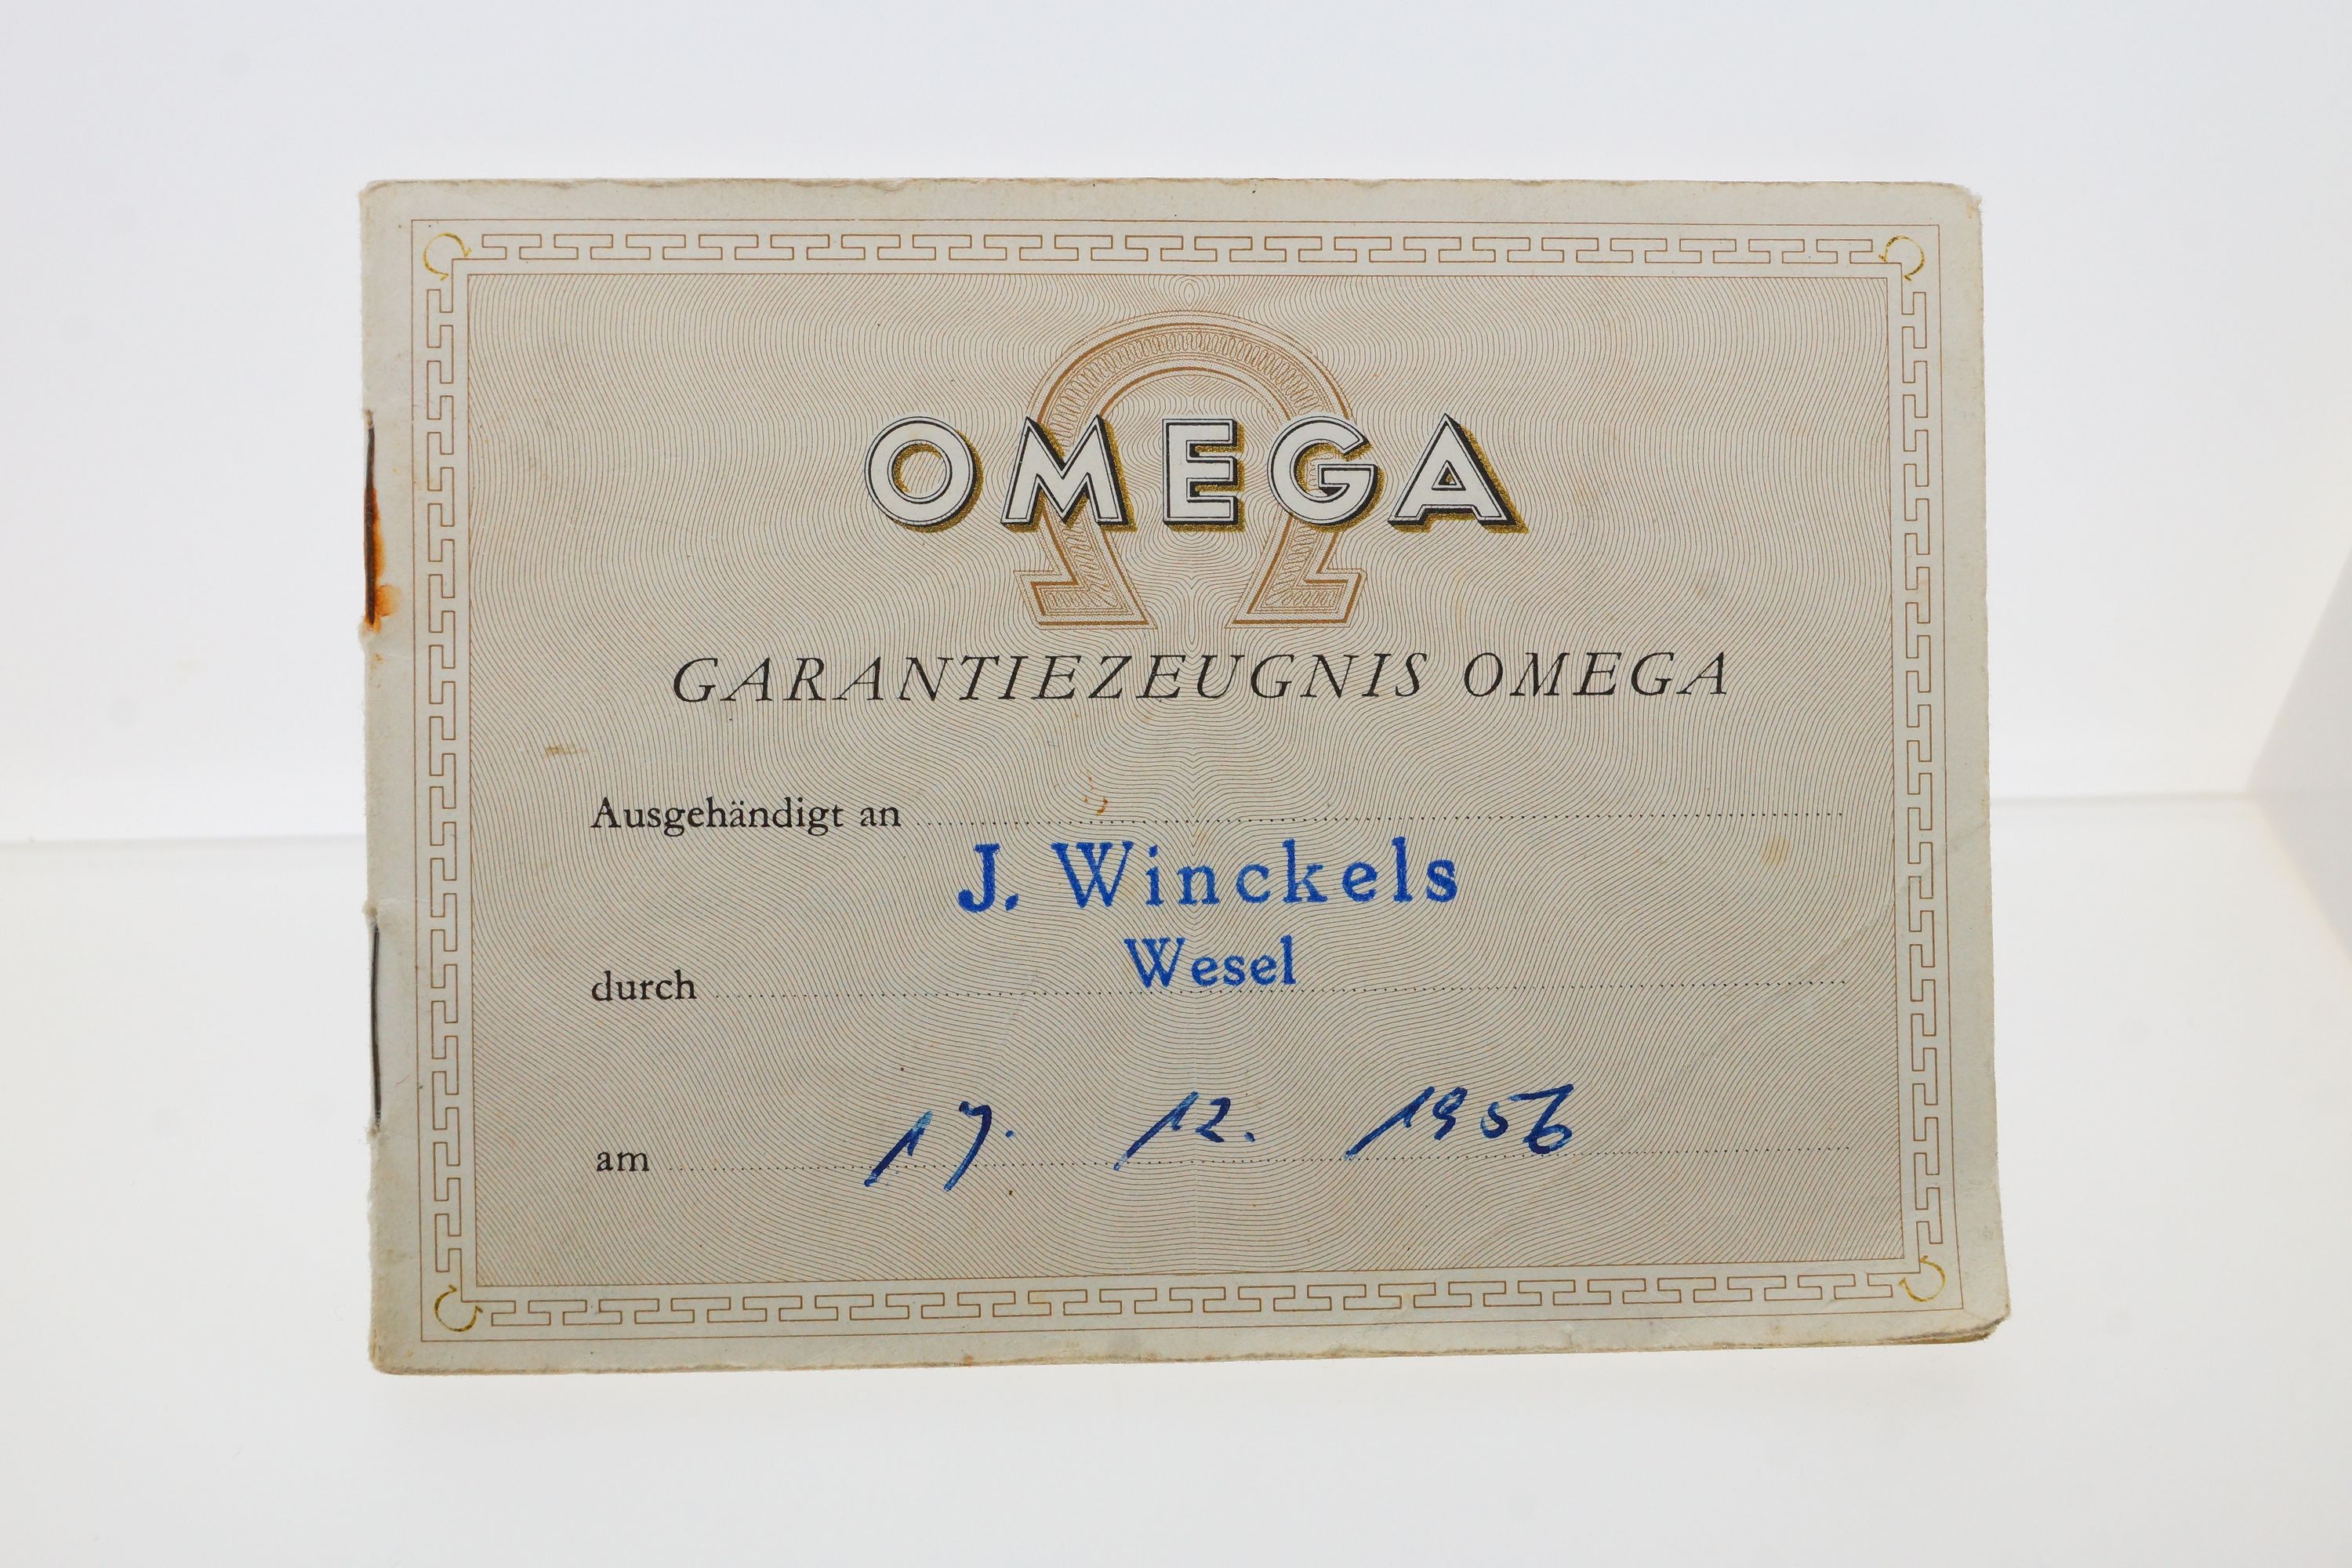 OMEGA
GARANTIEZEUGNIS OMEGA
Ausgehändigt an
J. Winckels
Wesel
durch
am 17. 12. 1956